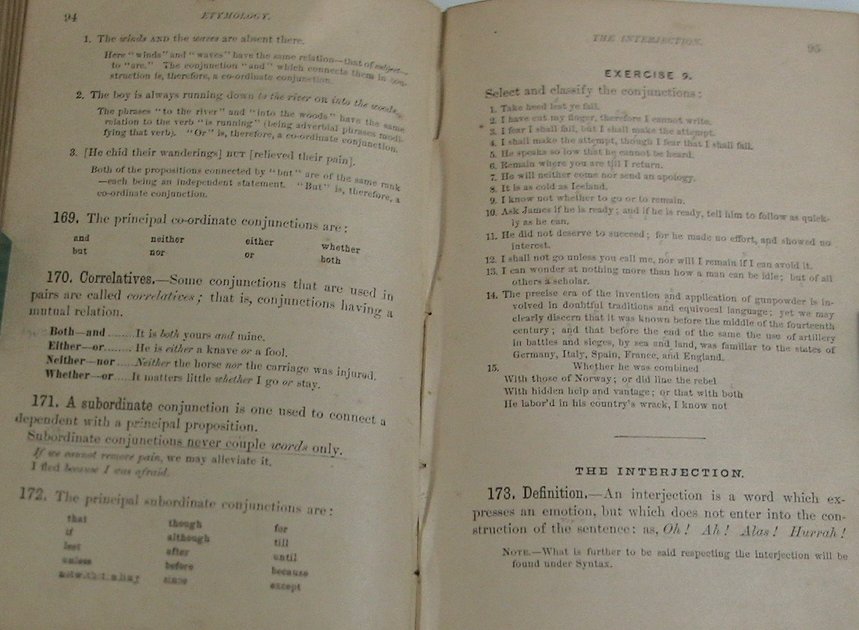 94 ETYMOLOGY.
1. The winds AND the waves are absent there.
Here "winds" and "waves" have the same relation—that of subject—
to "are." The conjunction "and" which connects them in con-
struction is, therefore, a co-ordinate conjunction.
2. The boy is always running down to the river or into the woods.
The phrases "to the river" and "into the woods" have the same
relation to the verb "is running" (being adverbial phrases modi-
fying that verb). "Or" is, therefore, a co-ordinate conjunction.
3. [He chid their wanderings] BUT [relieved their pain].
Both of the propositions connected by "but" are of the same rank
—each being an independent statement. "But" is, therefore, a
co-ordinate conjunction.
169. The principal co-ordinate conjunctions are:
and neither either whether
but nor or both
170. Correlatives.—Some conjunctions that are used in
pairs are called correlatives; that is, conjunctions having a
mutual relation.
Both—and ........It is both yours and mine.
Either—or........ He is either a knave or a fool.
Neither—nor ....Neither the horse nor the carriage was injured.
Whether—or.....It matters little whether I go or stay.
171. A subordinate conjunction is one used to connect a
dependent with a principal proposition.
Subordinate conjunctions never couple words only.
If we cannot remove pain, we may alleviate it.
I fled because I was afraid.
172. The principal subordinate conjunctions are:
that though for
if although till
lest after until
unless before because
notwithstanding since except
THE INTERJECTION. 95
EXERCISE 9.
Select and classify the conjunctions:
1. Take heed lest ye fall.
2. I have cut my finger, therefore I cannot write.
3. I fear I shall fail, but I shall make the attempt.
4. I shall make the attempt, though I fear that I shall fail.
5. He speaks so low that he cannot be heard.
6. Remain where you are till I return.
7. He will neither come nor send an apology.
8. It is as cold as Iceland.
9. I know not whether to go or to remain.
10. Ask James if he is ready; and if he is ready, tell him to follow as quick-
ly as he can.
11. He did not deserve to succeed; for he made no effort, and showed no
interest.
12. I shall not go unless you call me, nor will I remain if I can avoid it.
13. I can wonder at nothing more than how a man can be idle; but of all
others a scholar.
14. The precise era of the invention and application of gunpowder is in-
volved in doubtful traditions and equivocal language; yet we may
clearly discern that it was known before the middle of the fourteenth
century; and that before the end of the same the use of artillery
in battles and sieges, by sea and land, was familiar to the states of
Germany, Italy, Spain, France, and England.
15. Whether he was combined
With those of Norway; or did line the rebel
With hidden help and vantage; or that with both
He labor'd in his country's wrack, I know not
THE INTERJECTION.
173. Definition.—An interjection is a word which ex-
presses an emotion, but which does not enter into the con-
struction of the sentence: as, Oh! Ah! Alas! Hurrah!
NOTE.—What is further to be said respecting the interjection will be
found under Syntax.